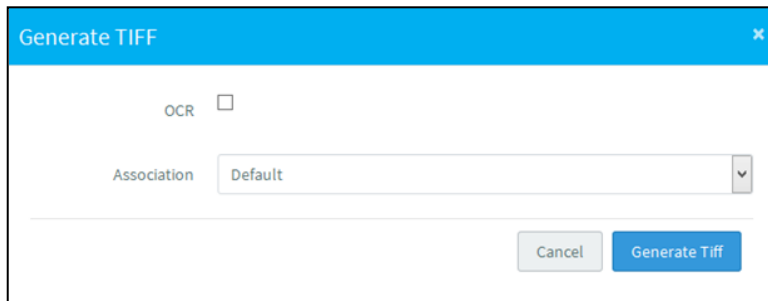 Generate TIFF ×
OCR
Association Default
Cancel Generate Tiff